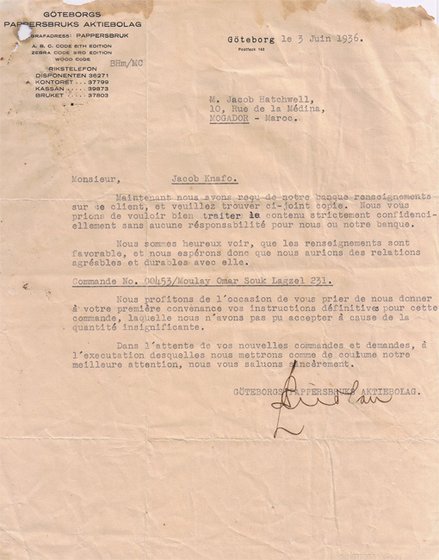 GÖTEBORGS
PAPPERSBRUKS AKTIEBOLAG
GRAFADRESS: PAPPERSBRUK
A. B. C. CODE 6TH EDITION
ZEBRA CODE 3RD EDITION
WOOD CODE
RIKSTELEFON
DISPONENTEN 36271
KONTORET . . . 37799
KASSAN . . . . 39873
BRUKET . . . . 37803
BHm/MC
Göteborg le 3 Juin 1936.
Postfack 140
M. Jacob Hatchwell,
10, Rue de la Médina,
MOGADOR - Maroc.
Monsieur, Jacob Knafo.
Maintenant nous avons reçu de notre banque renseignements
sur ce client, et veuillez trouver ci-joint copie. Nous vous
prions de vouloir bien traiter le contenu strictement confidenci-
ellement sans aucune résponsabilité pour nous ou notre banque.
Nous sommes heureux voir, que les renseignements sont
favorable, et nous espérons donc que nous aurions des relations
agréables et durables avec elle.
Commande No. 00453/Moulay Omar Souk Lagzel 231.
Nous profitons de l'occasion de vous prier de nous donner
à votre première convenance vos instructions définitives pour cette
commande, laquelle nous n'avons pas pu accepter à cause de la
quantité insignificante.
Dans l'attente de vos nouvelles commandes et demandes, à
l'executation desquelles nous mettrons comme de coutume notre
meilleure attention, nous vous saluons sincèrement.
GÖTEBORGS PAPPERSBRUKS AKTIEBOLAG.